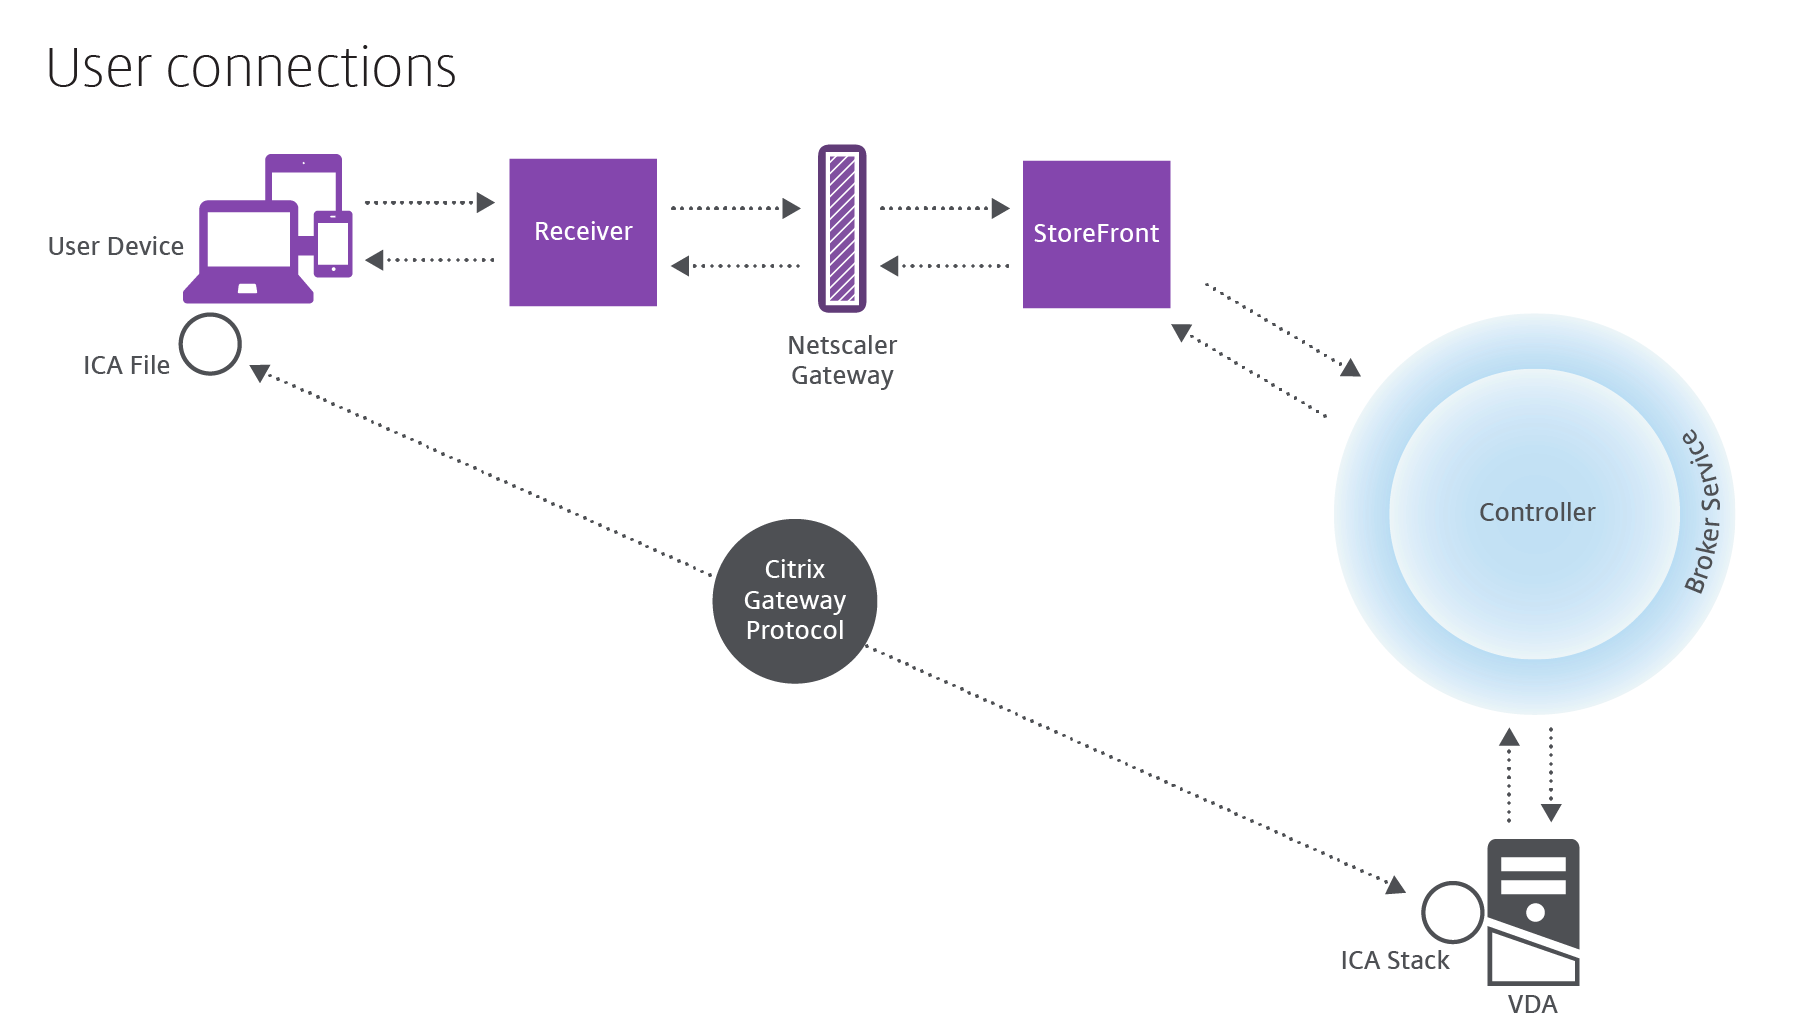 User connections
User Device
Receiver
StoreFront
Netscaler
Gateway
ICA File
Controller
Broker Service
Citrix
Gateway
Protocol
ICA Stack
VDA